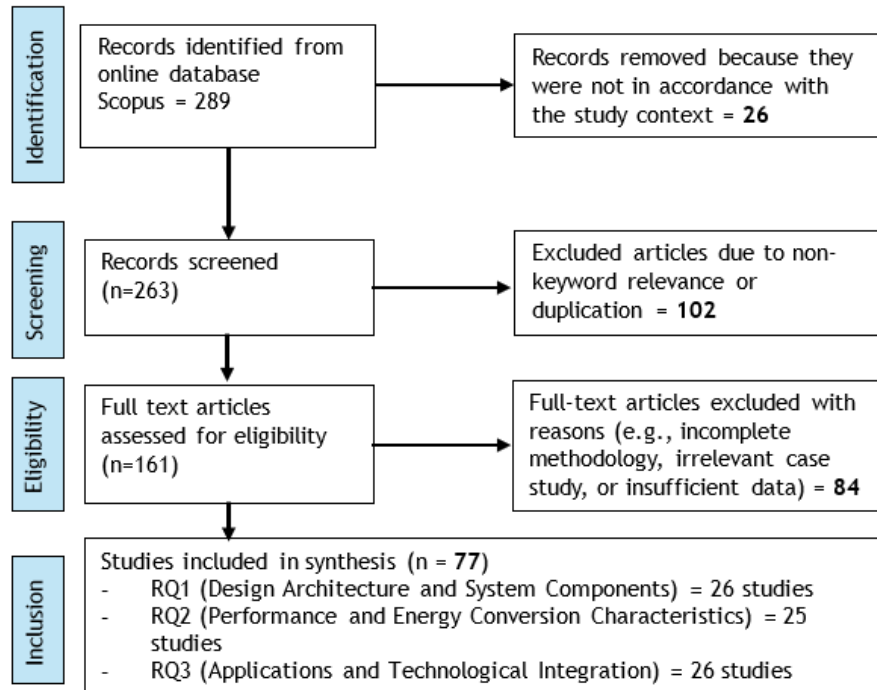 Identification
Records identified from
online database
Scopus = 289
Records removed because they
were not in accordance with
the study context = 26
Screening
Records screened
(n=263)
Excluded articles due to non-
keyword relevance or
duplication = 102
Eligibility
Full text articles
assessed for eligibility
(n=161)
Full-text articles excluded with
reasons (e.g., incomplete
methodology, irrelevant case
study, or insufficient data) = 84
Inclusion
Studies included in synthesis (n = 77)
- RQ1 (Design Architecture and System Components) = 26 studies
- RQ2 (Performance and Energy Conversion Characteristics) = 25
studies
- RQ3 (Applications and Technological Integration) = 26 studies